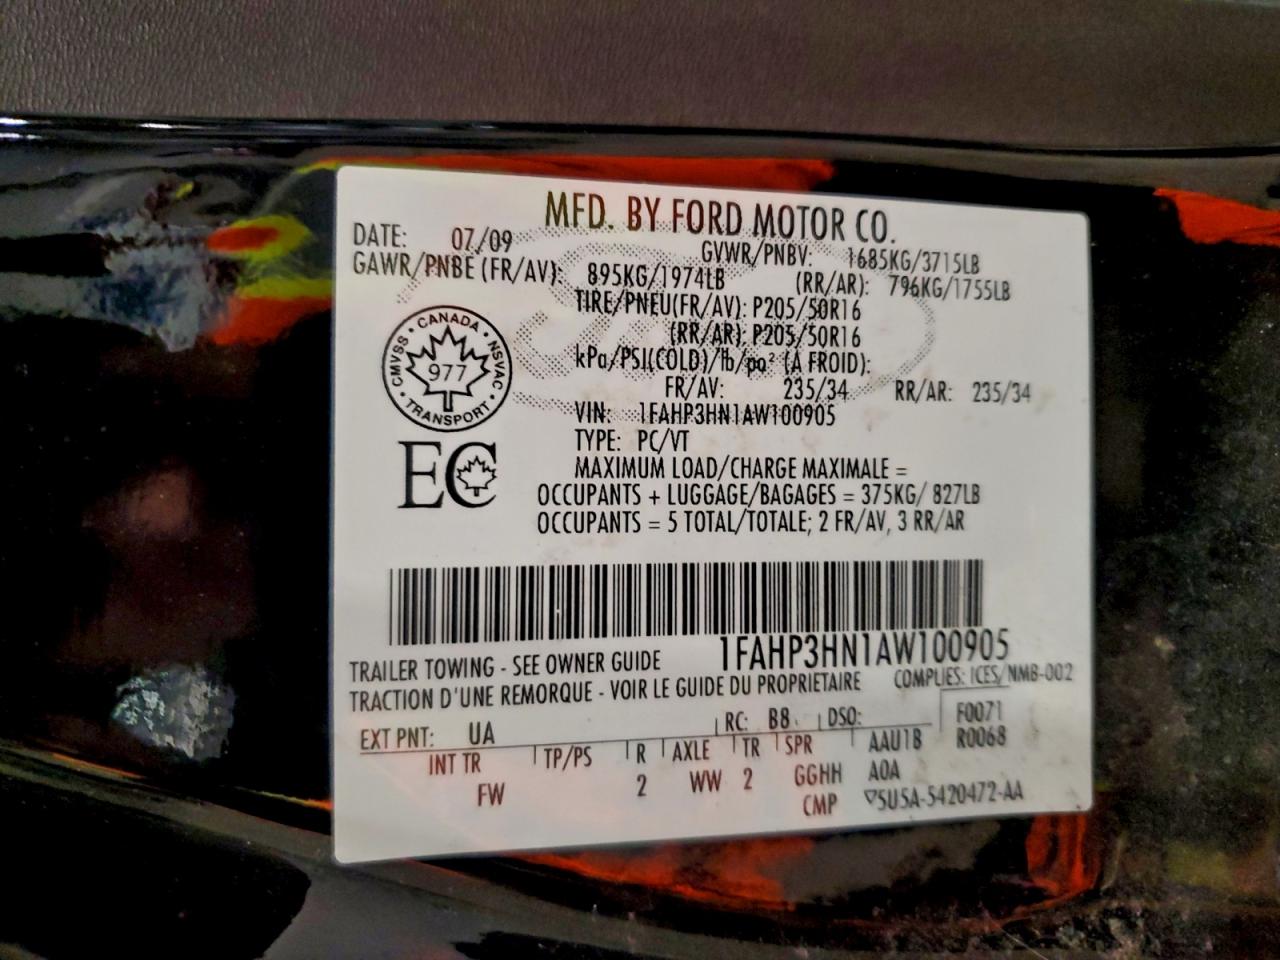 MFD. BY FORD MOTOR CO.
DATE: 07/09 GVWR/PNBV: 1685KG/3715LB
GAWR/PNBE (FR/AV): 895KG/1974LB (RR/AR): 796KG/1755LB
TIRE/PNEU(FR/AV): P205/50R16
(RR/AR): P205/50R16
kPa/PSI(COLD)/lb/po² (À FROID):
FR/AV: 235/34 RR/AR: 235/34
VIN: 1FAHP3HN1AW100905
TYPE: PC/VT
MAXIMUM LOAD/CHARGE MAXIMALE =
OCCUPANTS + LUGGAGE/BAGAGES = 375KG/ 827LB
OCCUPANTS = 5 TOTAL/TOTALE; 2 FR/AV, 3 RR/AR
CANADA
CMVSS NSVAC
977
TRANSPORT
EC
1FAHP3HN1AW100905
TRAILER TOWING - SEE OWNER GUIDE
TRACTION D'UNE REMORQUE - VOIR LE GUIDE DU PROPRIETAIRE
COMPLIES: ICES/NMB-002
EXT PNT: UA RC: B8 DSO: F0071
INT TR TP/PS R AXLE TR SPR AAU1B R0068
FW 2 WW 2 GGHH A0A
CMP ▽5U5A-5420472-AA